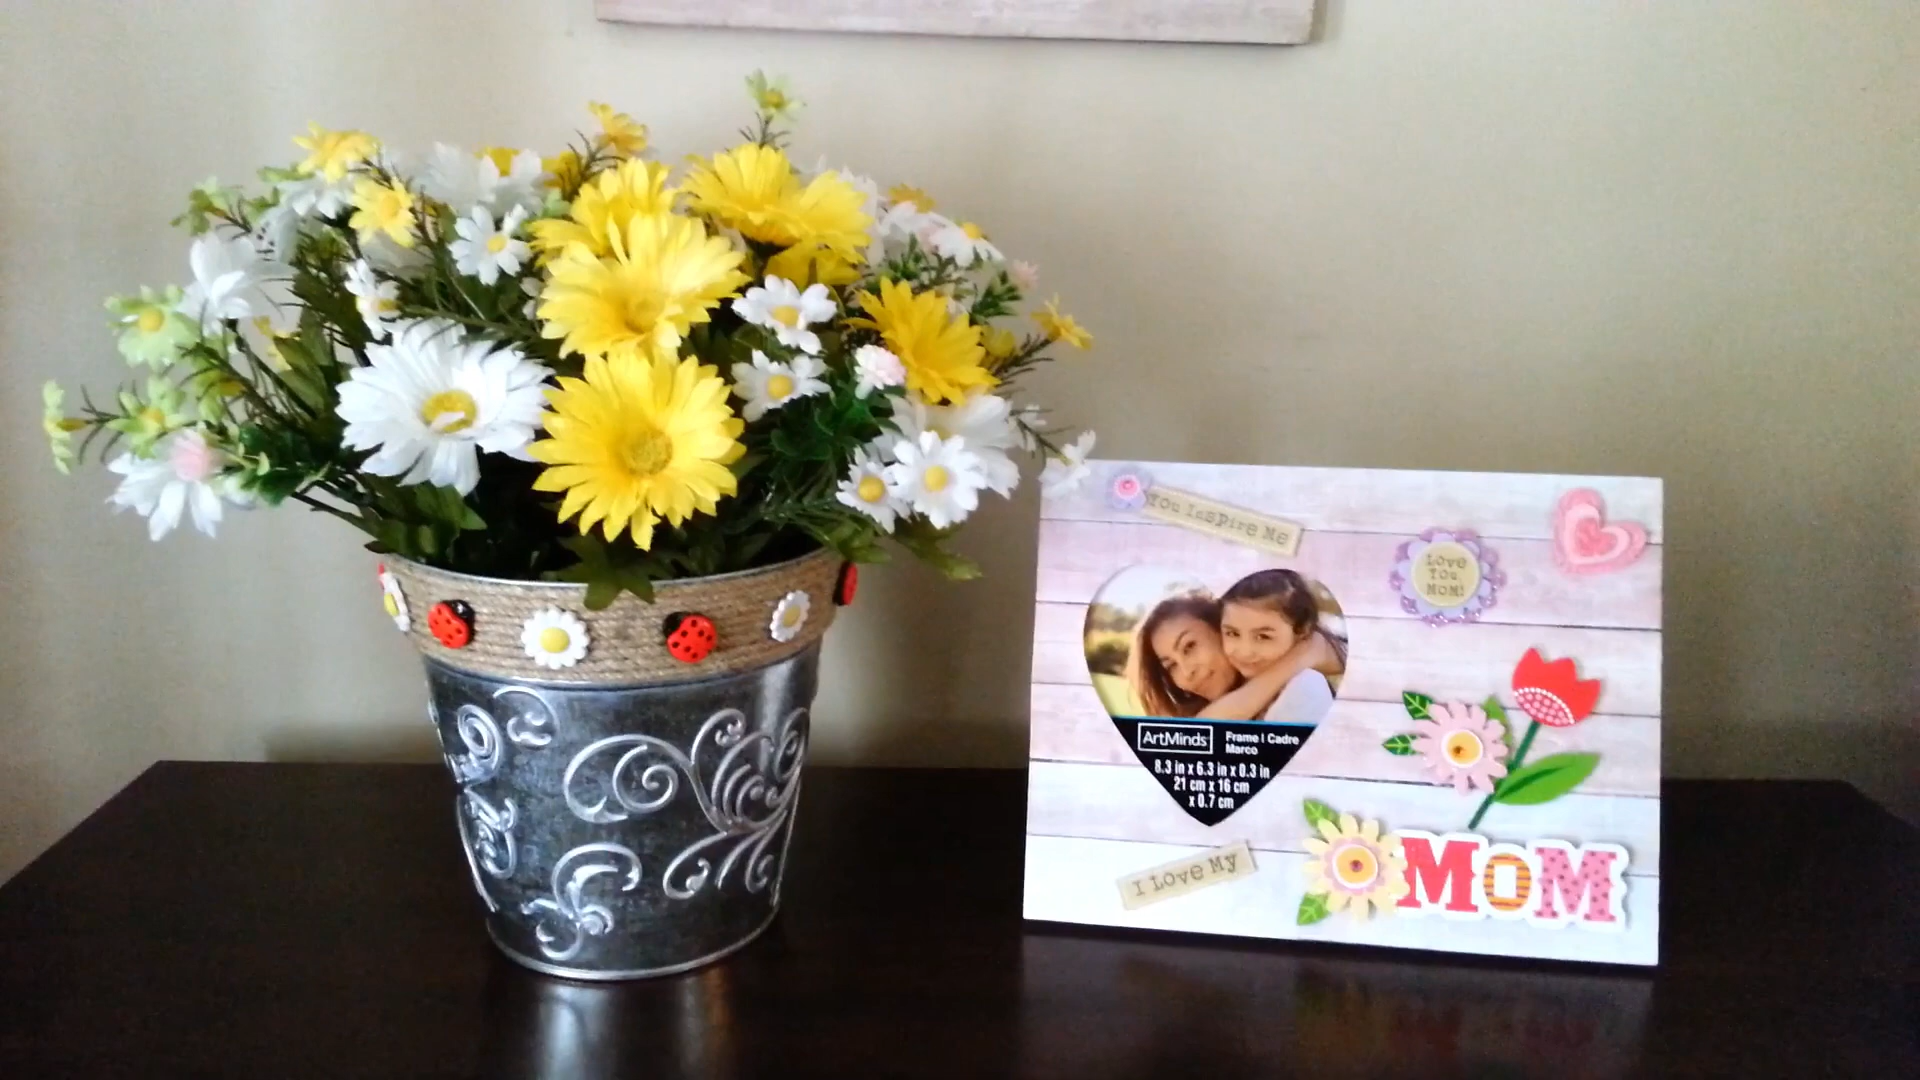 You Inspire Me
Love
You,
Mom!
ArtMinds
Frame | Cadre
Marco
8.3 in x 6.3 in x 0.3 in
21 cm x 16 cm
x 0.7 cm
I Love My
MOM